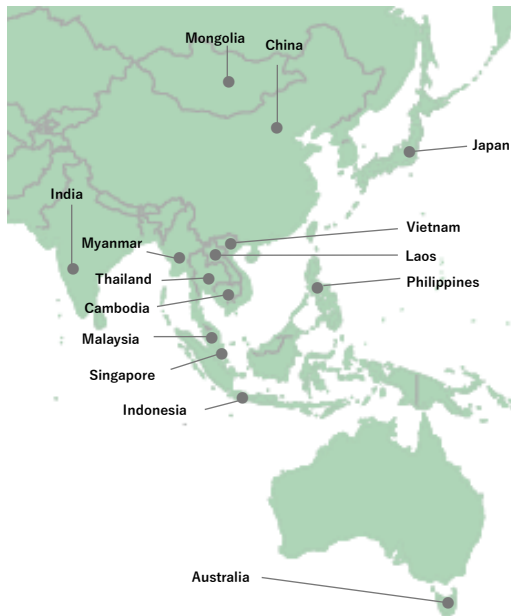 Mongolia
China
Japan
India
Vietnam
Myanmar
Laos
Thailand
Philippines
Cambodia
Malaysia
Singapore
Indonesia
Australia